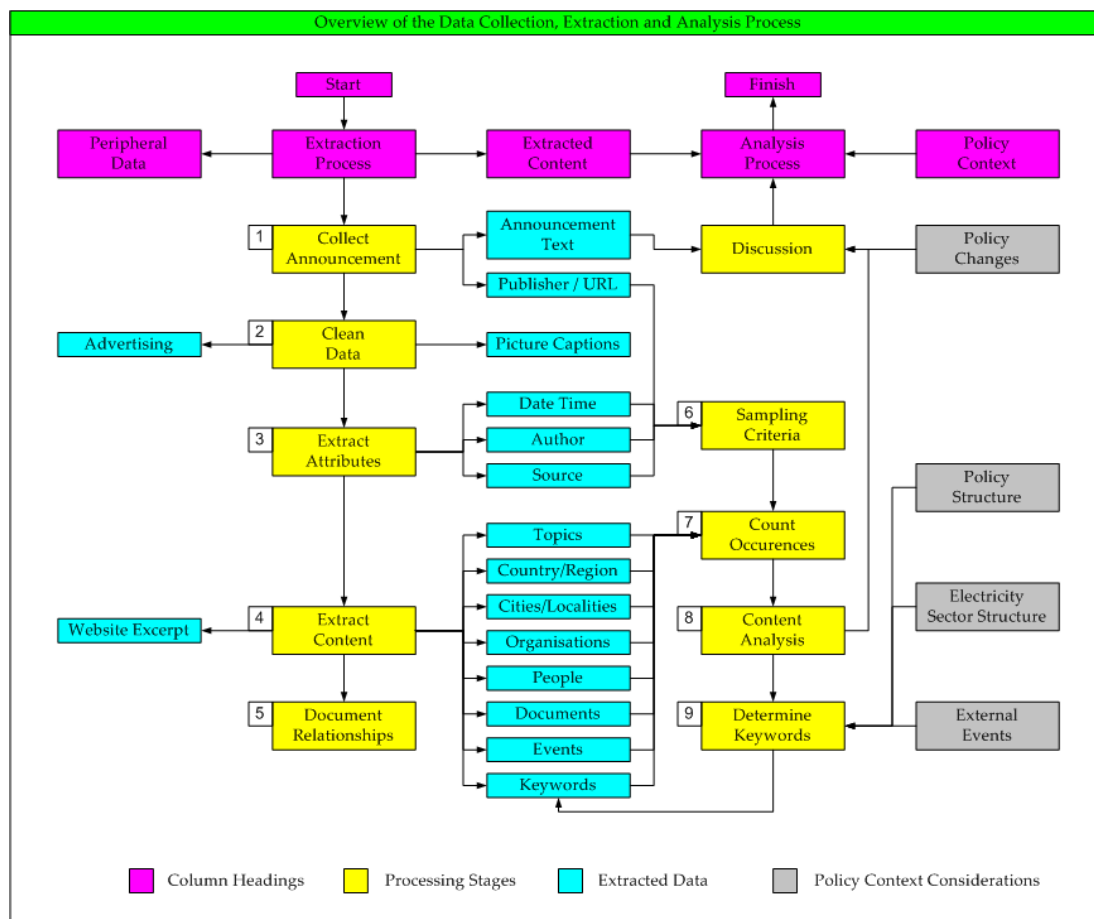 Overview of the Data Collection, Extraction and Analysis Process
Start
Finish
Peripheral
Data
Extraction
Process
Extracted
Content
Analysis
Process
Policy
Context
1
Collect
Announcement
Announcement
Text
Discussion
Policy
Changes
Publisher / URL
Advertising
2
Clean
Data
Picture Captions
Date Time
3
Extract
Attributes
Author
Source
6
Sampling
Criteria
Policy
Structure
7
Count
Occurences
Topics
Country/Region
Cities/Localities
Organisations
People
Documents
Events
Keywords
Website Excerpt
4
Extract
Content
8
Content
Analysis
Electricity
Sector Structure
5
Document
Relationships
9
Determine
Keywords
External
Events
Column Headings
Processing Stages
Extracted Data
Policy Context Considerations